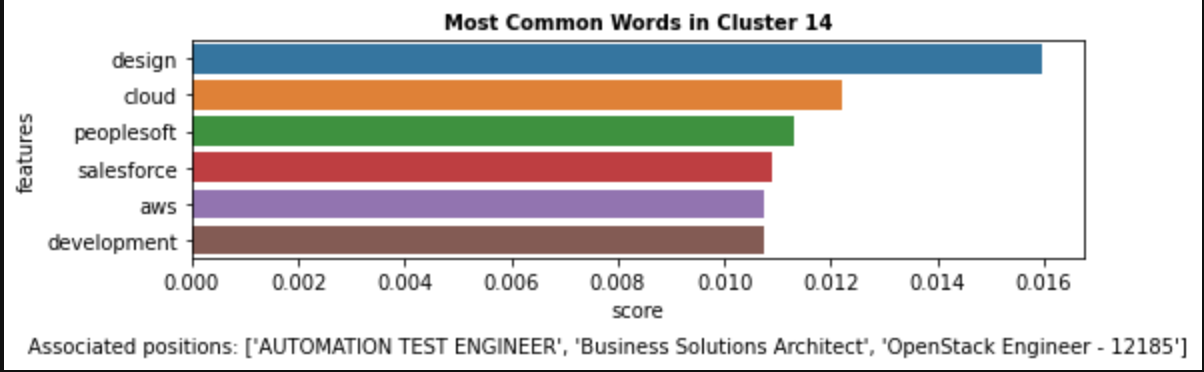 Most Common Words in Cluster 14
features
design
cloud
peoplesoft
salesforce
aws
development
0.000 0.002 0.004 0.006 0.008 0.010 0.012 0.014 0.016
score
Associated positions: ['AUTOMATION TEST ENGINEER', 'Business Solutions Architect', 'OpenStack Engineer - 12185']